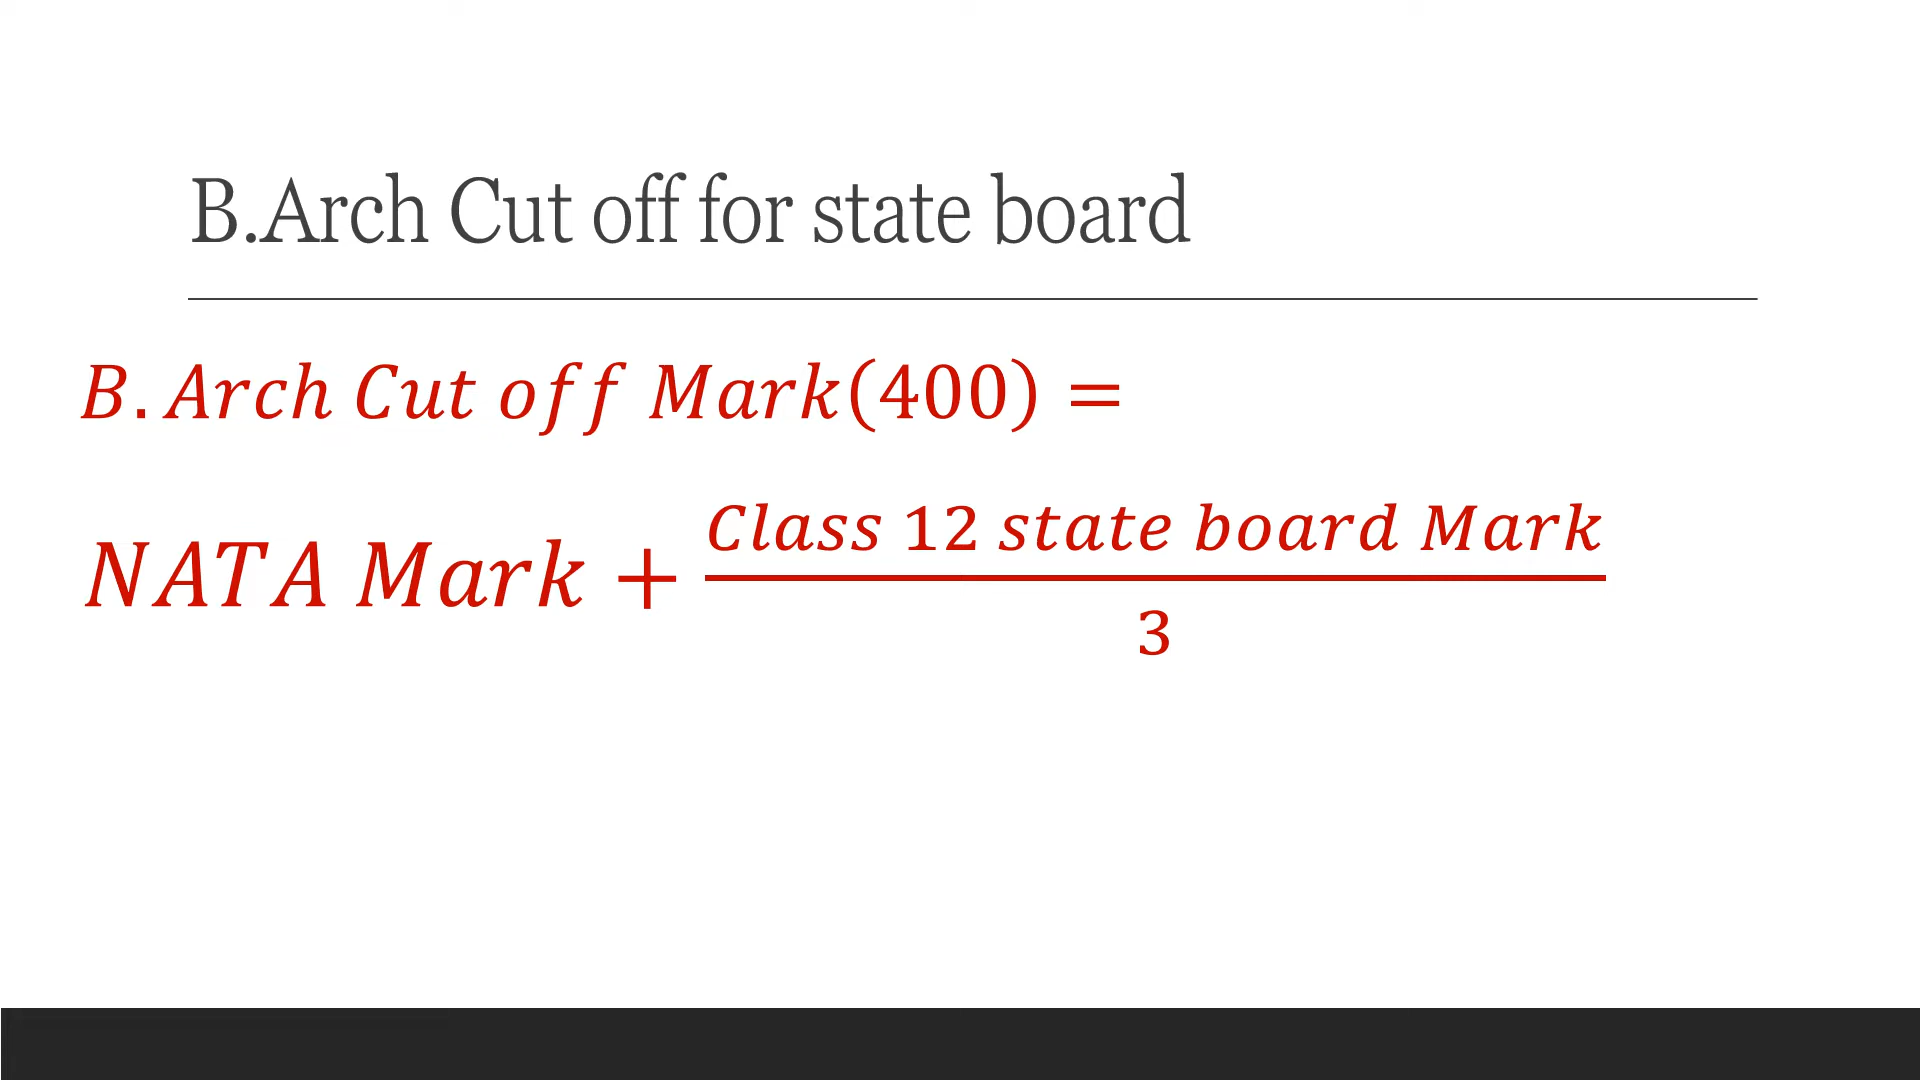 B.Arch Cut off for state board
B. Arch Cut off Mark(400) =
NATA Mark + \frac{Class 12 state board Mark}{3}